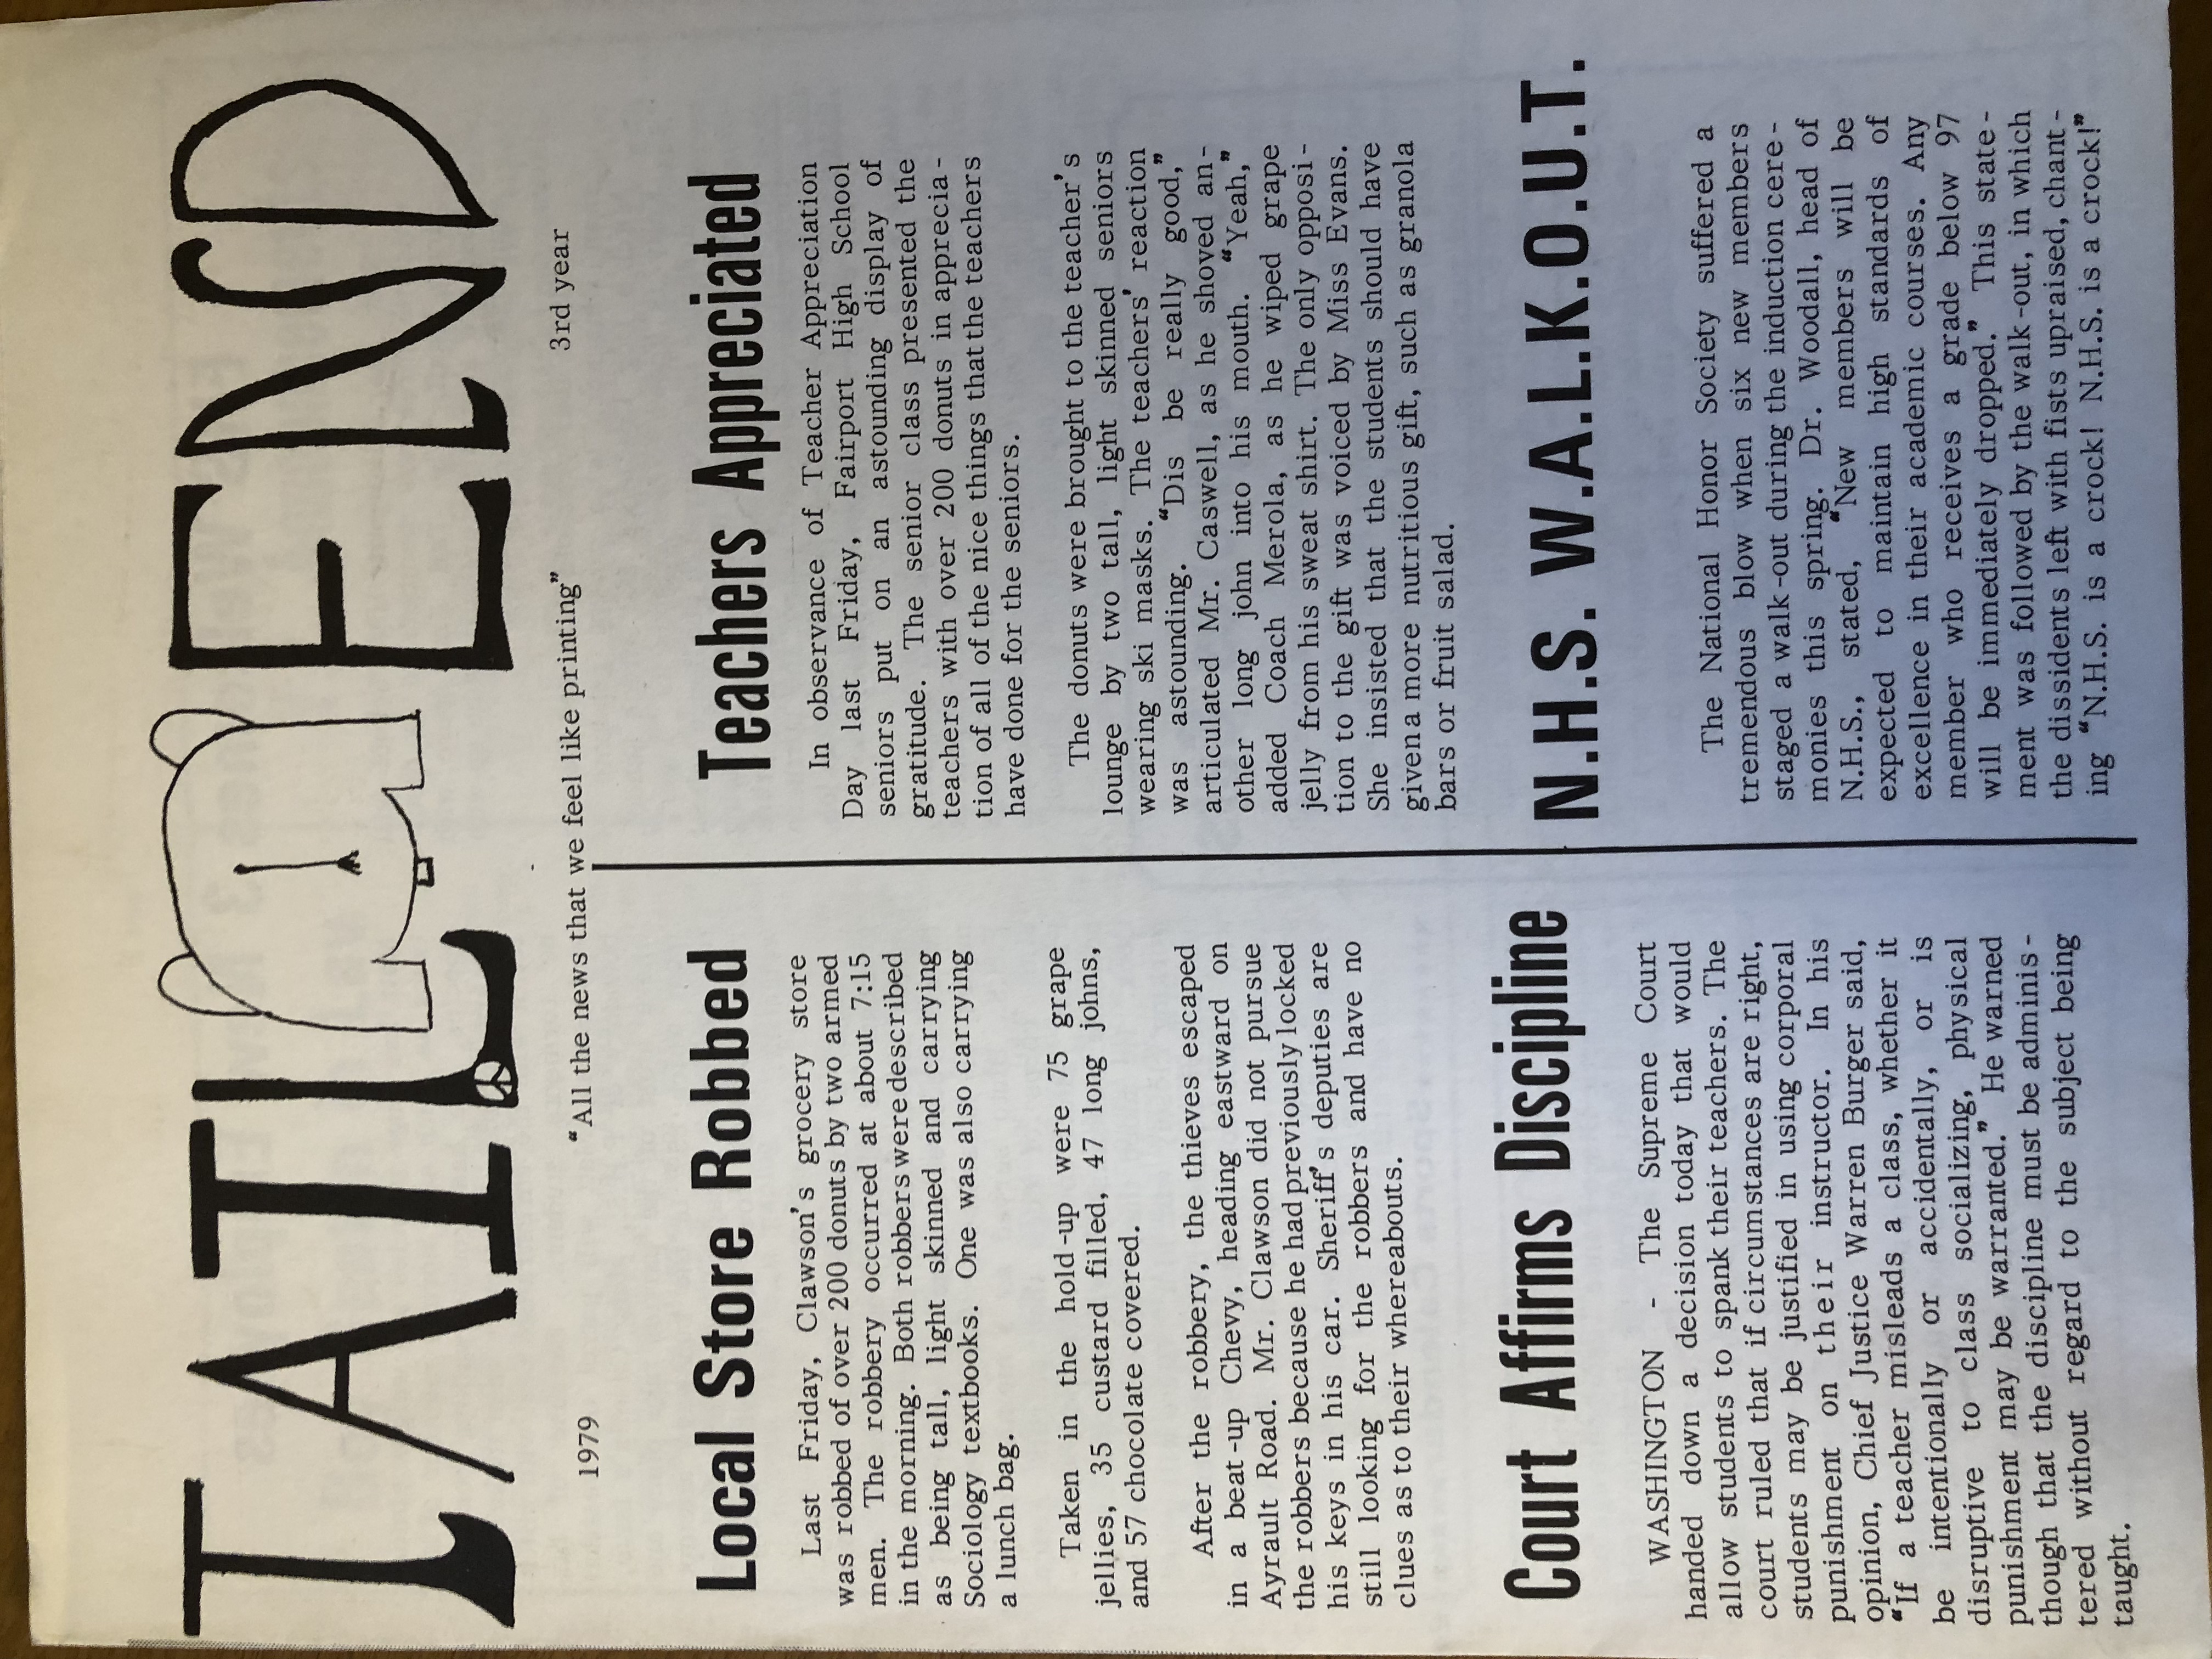 TAIL END
1979
"All the news that we feel like printing"
3rd year
Local Store Robbed
Last Friday, Clawson's grocery store
was robbed of over 200 donuts by two armed
men. The robbery occurred at about 7:15
in the morning. Both robbers were described
as being tall, light skinned and carrying
Sociology textbooks. One was also carrying
a lunch bag.
Taken in the hold-up were 75 grape
jellies, 35 custard filled, 47 long johns,
and 57 chocolate covered.
After the robbery, the thieves escaped
in a beat-up Chevy, heading eastward on
Ayrault Road. Mr. Clawson did not pursue
the robbers because he had previously locked
his keys in his car. Sheriff's deputies are
still looking for the robbers and have no
clues as to their whereabouts.
Court Affirms Discipline
WASHINGTON - The Supreme Court
handed down a decision today that would
allow students to spank their teachers. The
court ruled that if circumstances are right,
students may be justified in using corporal
punishment on their instructor. In his
opinion, Chief Justice Warren Burger said,
"If a teacher misleads a class, whether it
be intentionally or accidentally, or is
disruptive to class socializing, physical
punishment may be warranted." He warned
though that the discipline must be adminis-
tered without regard to the subject being
taught.
Teachers Appreciated
In observance of Teacher Appreciation
Day last Friday, Fairport High School
seniors put on an astounding display of
gratitude. The senior class presented the
teachers with over 200 donuts in apprecia-
tion of all of the nice things that the teachers
have done for the seniors.
The donuts were brought to the teacher's
lounge by two tall, light skinned seniors
wearing ski masks. The teachers' reaction
was astounding. "Dis be really good,"
articulated Mr. Caswell, as he shoved an-
other long john into his mouth. "Yeah,"
added Coach Merola, as he wiped grape
jelly from his sweat shirt. The only opposi-
tion to the gift was voiced by Miss Evans.
She insisted that the students should have
given a more nutritious gift, such as granola
bars or fruit salad.
N.H.S. W.A.L.K.O.U.T.
The National Honor Society suffered a
tremendous blow when six new members
staged a walk-out during the induction cere-
monies this spring. Dr. Woodall, head of
N.H.S., stated, "New members will be
expected to maintain high standards of
excellence in their academic courses. Any
member who receives a grade below 97
will be immediately dropped." This state-
ment was followed by the walk-out, in which
the dissidents left with fists upraised, chant-
ing "N.H.S. is a crock! N.H.S. is a crock!"